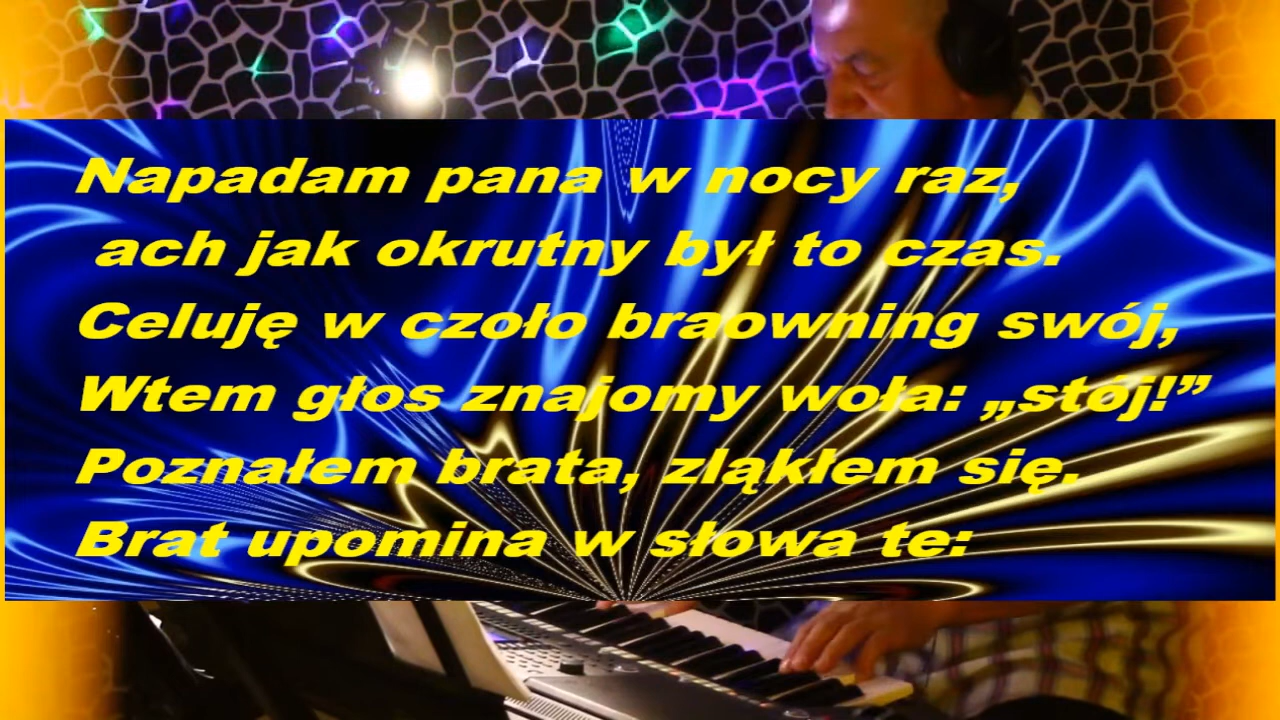 Napadam pana w nocy raz,
ach jak okrutny był to czas.
Celuję w czoło braowning swój,
Wtem głos znajomy woła: „stój!”
Poznałem brata, zląkłem się.
Brat upomina w słowa te: